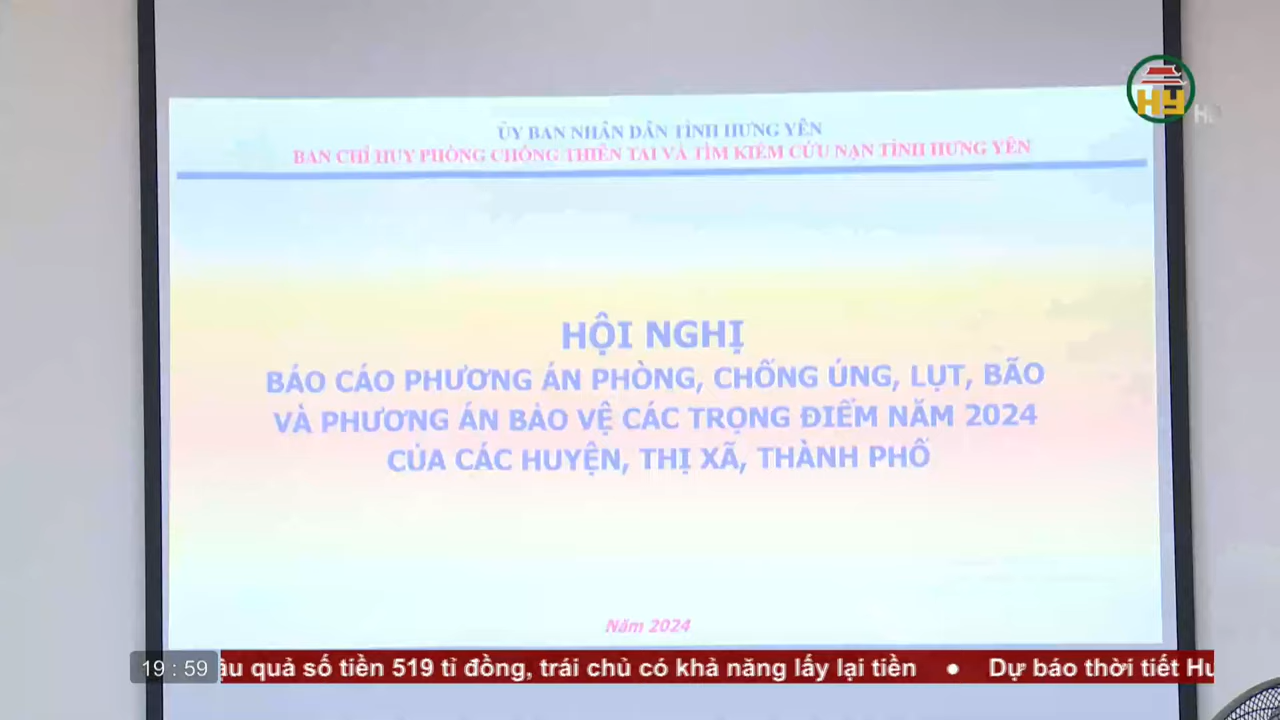 HY
ỦY BAN NHÂN DÂN TỈNH HƯNG YÊN
BAN CHỈ HUY PHÒNG CHỐNG THIÊN TAI VÀ TÌM KIẾM CỨU NẠN TỈNH HƯNG YÊN
HỘI NGHỊ
BÁO CÁO PHƯƠNG ÁN PHÒNG, CHỐNG ÚNG, LỤT, BÃO
VÀ PHƯƠNG ÁN BẢO VỆ CÁC TRỌNG ĐIỂM NĂM 2024
CỦA CÁC HUYỆN, THỊ XÃ, THÀNH PHỐ
Năm 2024
19 : 59 quả số tiền 519 tỉ đồng, trái chủ có khả năng lấy lại tiền ● Dự báo thời tiết